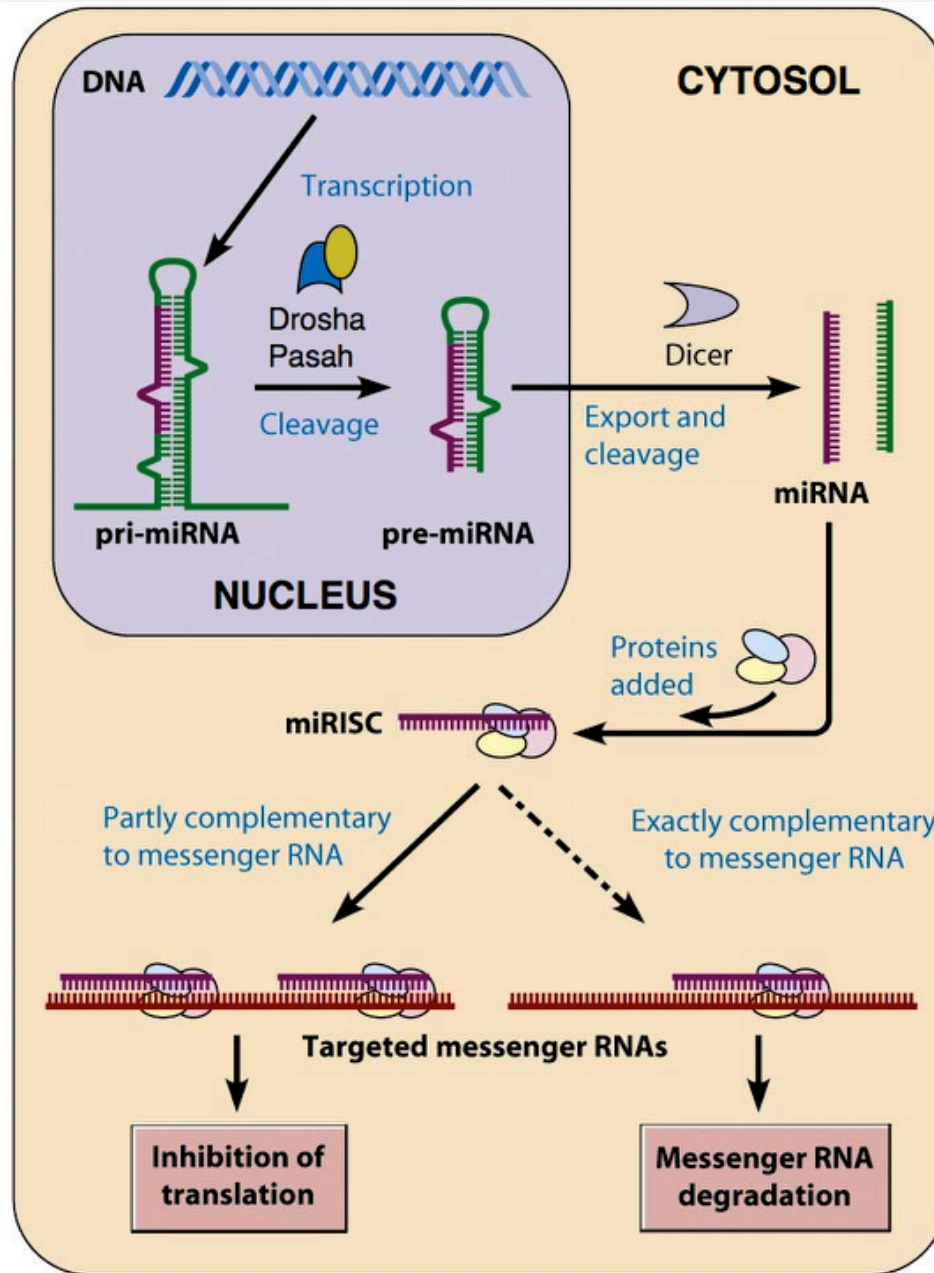 DNA
CYTOSOL
Transcription
Drosha
Pasah
Cleavage
Dicer
Export and
cleavage
pri-miRNA
pre-miRNA
miRNA
NUCLEUS
Proteins
added
miRISC
Partly complementary
to messenger RNA
Exactly complementary
to messenger RNA
Targeted messenger RNAs
Inhibition of
translation
Messenger RNA
degradation